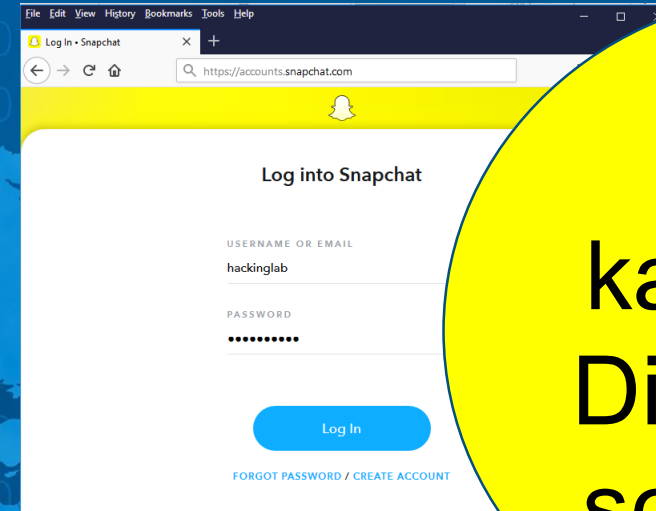 File Edit View History Bookmarks Tools Help
Log In • Snapchat
https://accounts.snapchat.com
Log into Snapchat
USERNAME OR EMAIL
hackinglab
PASSWORD
Log In
FORGOT PASSWORD / CREATE ACCOUNT